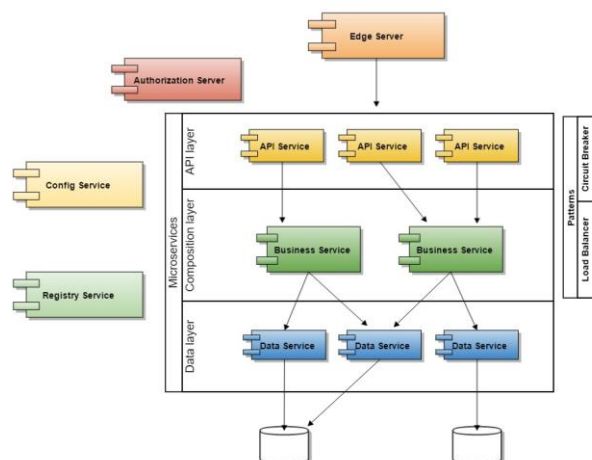 Edge Server
Authorization Server
Microservices
API layer
API Service
API Service
API Service
Patterns
Circuit Breaker
Load Balancer
Config Service
Composition layer
Business Service
Business Service
Registry Service
Data layer
Data Service
Data Service
Data Service